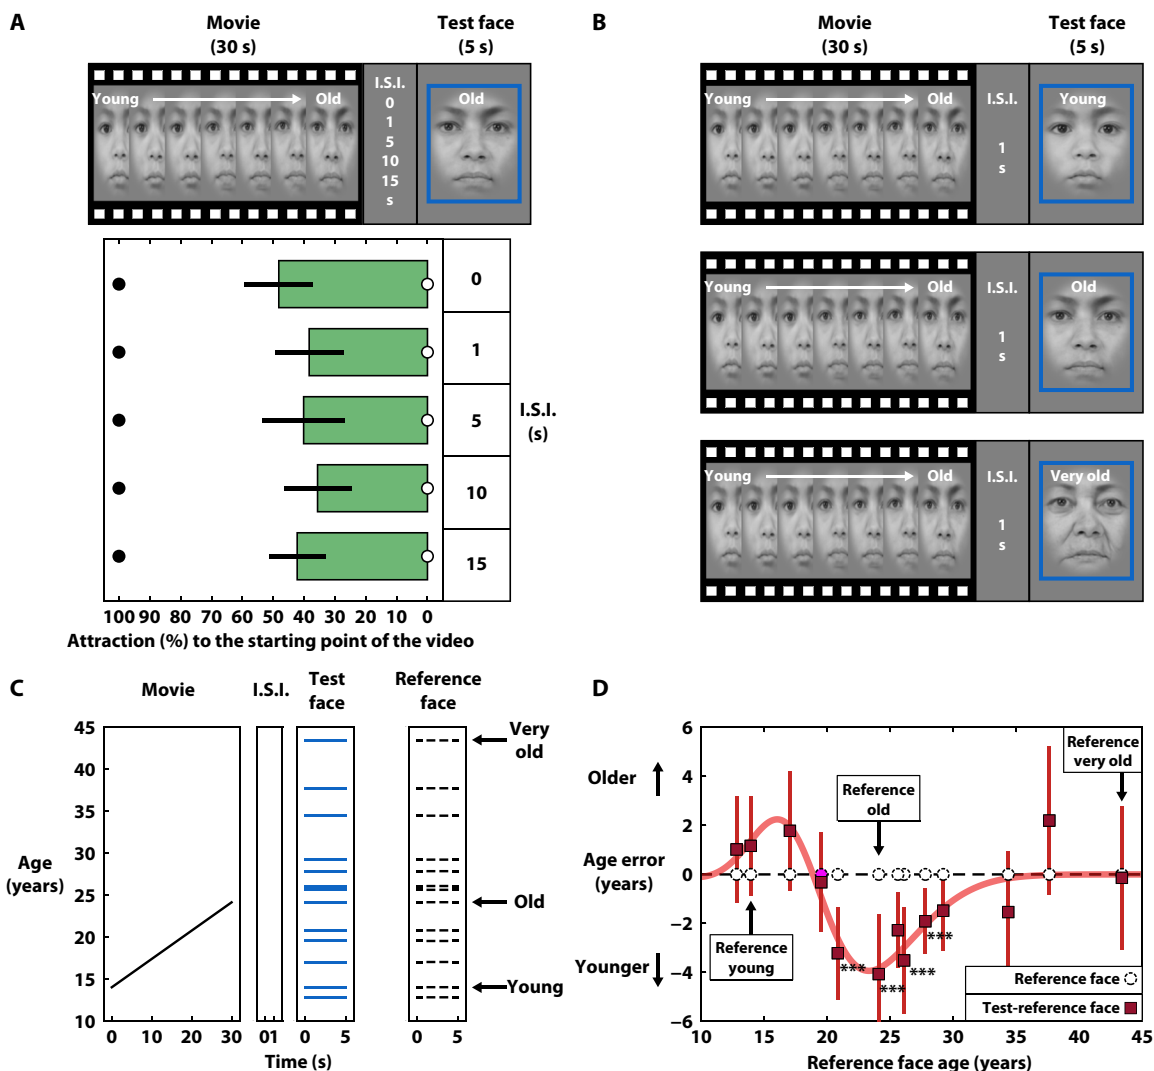 A
Movie
(30 s)
Test face
(5 s)
Young
Old
I.S.I.
0
1
5
10
15
s
Old
0
1
5
10
15
I.S.I.
(s)
100 90 80 70 60 50 40 30 20 10 0
Attraction (%) to the starting point of the video
B
Movie
(30 s)
Test face
(5 s)
Young
Old
I.S.I.
1
s
Young
Young
Old
I.S.I.
1
s
Old
Young
Old
I.S.I.
1
s
Very old
C
Movie
I.S.I.
Test
face
Reference
face
Age
(years)
45
40
35
30
25
20
15
10
Very
old
Old
Young
0 10 20 30
01
0 5
0 5
Time (s)
D
Older
Age error
(years)
Younger
6
4
2
0
−2
−4
−6
Reference
very old
Reference
old
Reference
young
***
***
***
***
Reference face
Test-reference face
10 15 20 25 30 35 40 45
Reference face age (years)